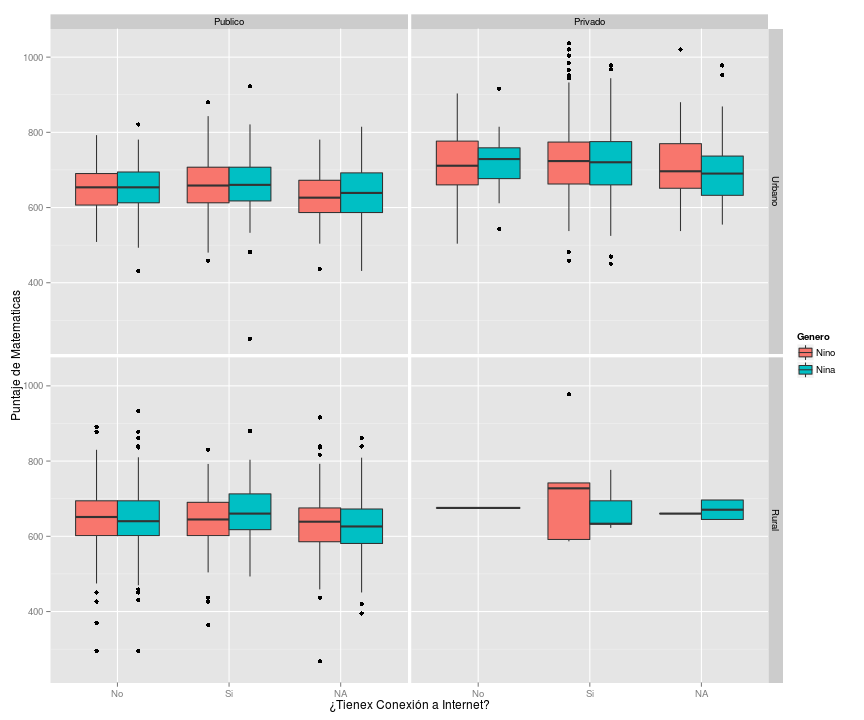 Publico
Privado
1000
800
600
400
Urbano
1000
800
600
400
Rural
Puntaje de Matematicas
No
Si
NA
No
Si
NA
¿Tienex Conexión a Internet?
Genero
Nino
Nina